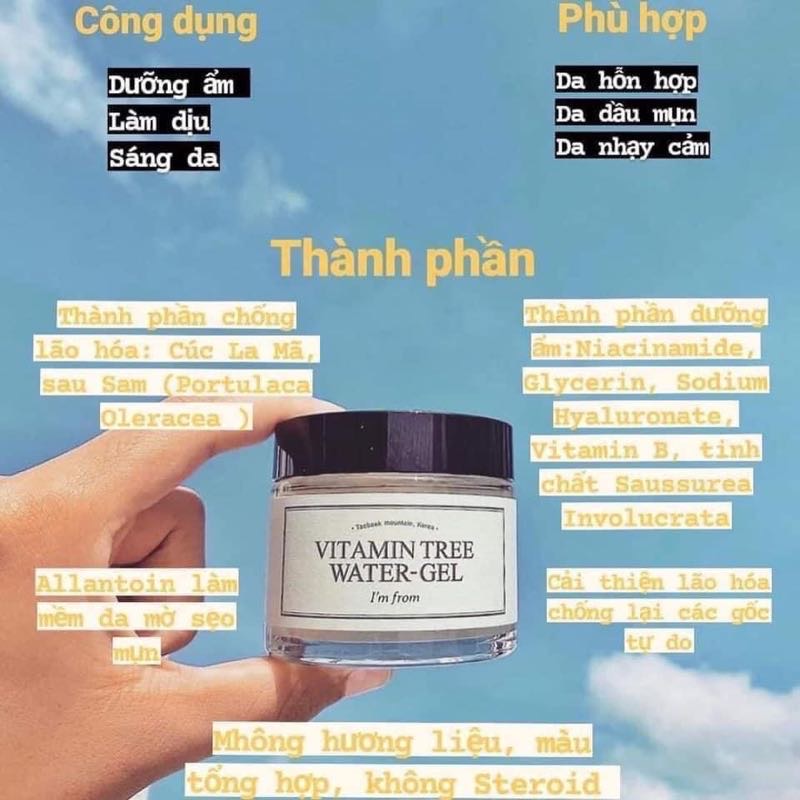 Công dụng
Dưỡng ẩm
Làm dịu
Sáng da
Phù hợp
Da hỗn hợp
Da dầu mụn
Da nhạy cảm
Thành phần
Thành phần chống
lão hóa: Cúc La Mã,
sau Sam (Portulaca
Oleracea )
Thành phần dưỡng
ẩm:Niacinamide,
Glycerin, Sodium
Hyaluronate,
Vitamin B, tinh
chất Saussurea
Involucrata
• Taebaek mountain, Korea •
VITAMIN TREE
WATER-GEL
I'm from
Allantoin làm
mềm da mờ sẹo
mụn
Cải thiện lão hóa
chống lại các gốc
tự do
Mhông hương liệu, màu
tổng hợp, không Steroid